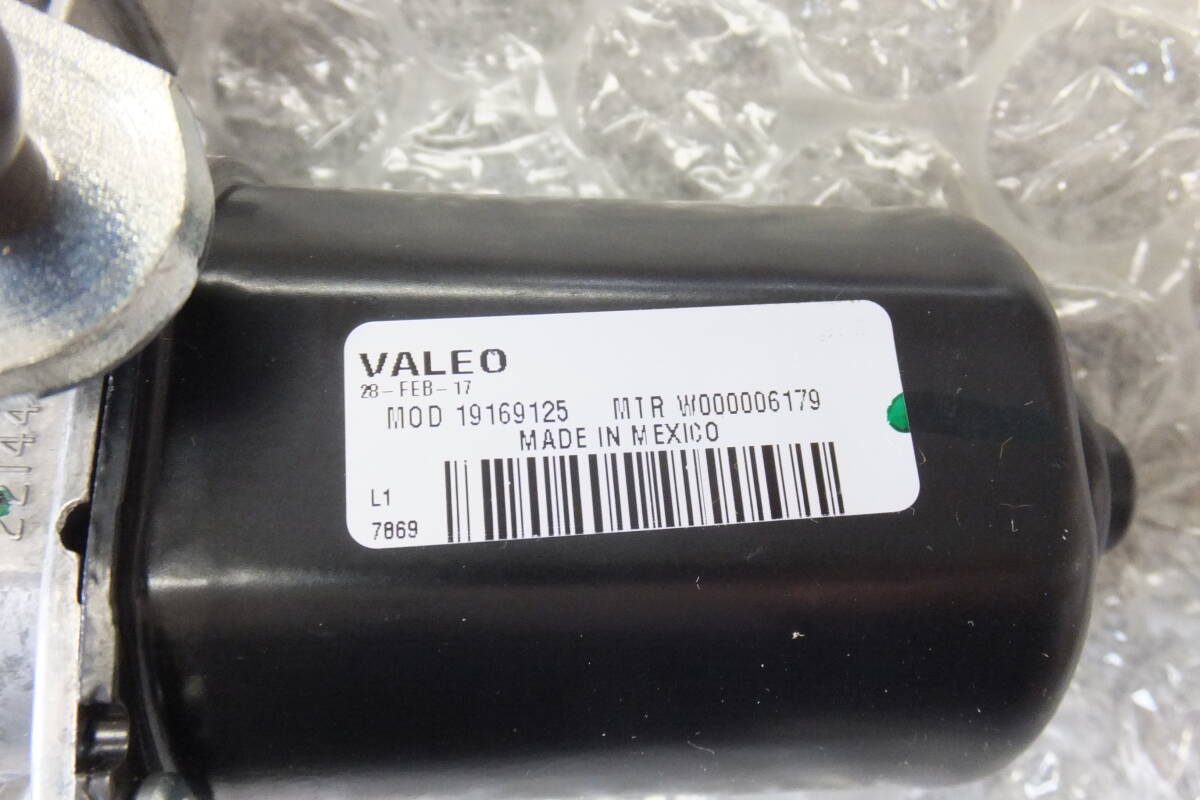 VALEO
28-FEB-17
MOD 19169125 MTR W000006179
MADE IN MEXICO
L1
7869